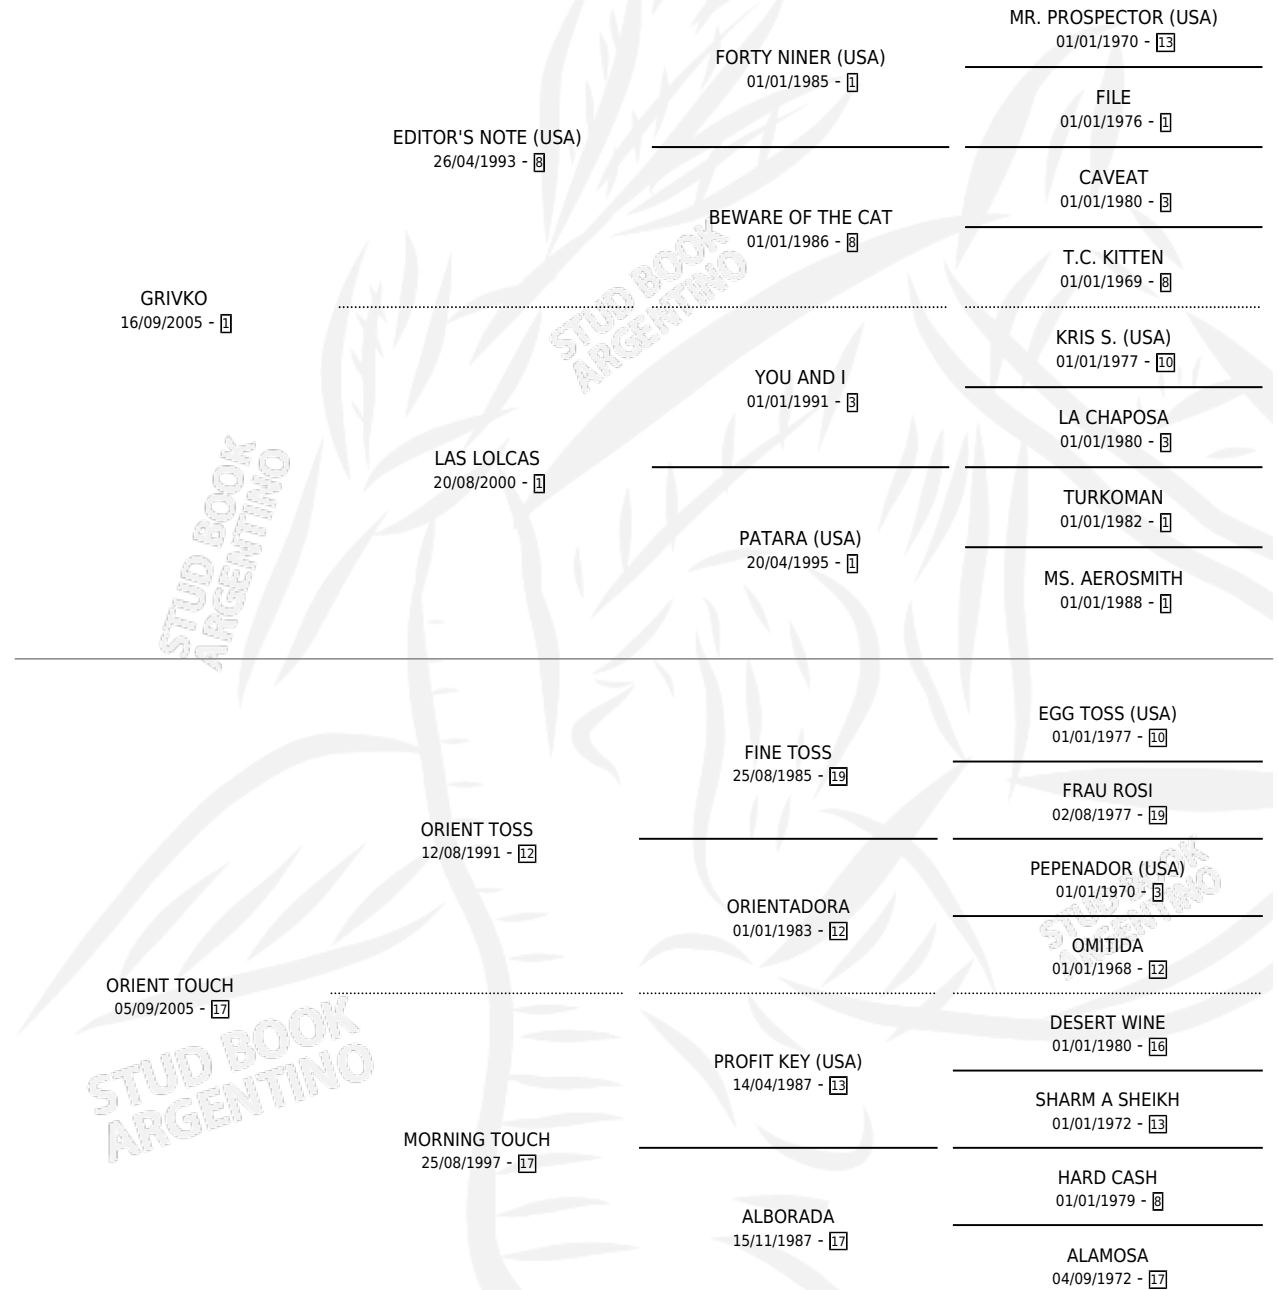 MR. PROSPECTOR (USA)
01/01/1970 - 13
FORTY NINER (USA)
01/01/1985 - 1
FILE
01/01/1976 - 1
EDITOR'S NOTE (USA)
26/04/1993 - 8
CAVEAT
01/01/1980 - 3
BEWARE OF THE CAT
01/01/1986 - 8
T.C. KITTEN
01/01/1969 - 8
GRIVKO
16/09/2005 - 1
STUD BOOK
ARGENTINO
KRIS S. (USA)
01/01/1977 - 10
YOU AND I
01/01/1991 - 3
LA CHAPOSA
01/01/1980 - 3
LAS LOLCAS
20/08/2000 - 1
TURKOMAN
01/01/1982 - 1
PATARA (USA)
20/04/1995 - 1
MS. AEROSMITH
01/01/1988 - 1
STUD BOOK
ARGENTINO
EGG TOSS (USA)
01/01/1977 - 10
FINE TOSS
25/08/1985 - 19
FRAU ROSI
02/08/1977 - 19
ORIENT TOSS
12/08/1991 - 12
PEPENADOR (USA)
01/01/1970 - 3
ORIENTADORA
01/01/1983 - 12
STUD BOOK
ARGENTINO
OMITIDA
01/01/1968 - 12
ORIENT TOUCH
05/09/2005 - 17
STUD BOOK
ARGENTINO
DESERT WINE
01/01/1980 - 16
PROFIT KEY (USA)
14/04/1987 - 13
SHARM A SHEIKH
01/01/1972 - 13
MORNING TOUCH
25/08/1997 - 17
HARD CASH
01/01/1979 - 8
ALBORADA
15/11/1987 - 17
ALAMOSA
04/09/1972 - 17